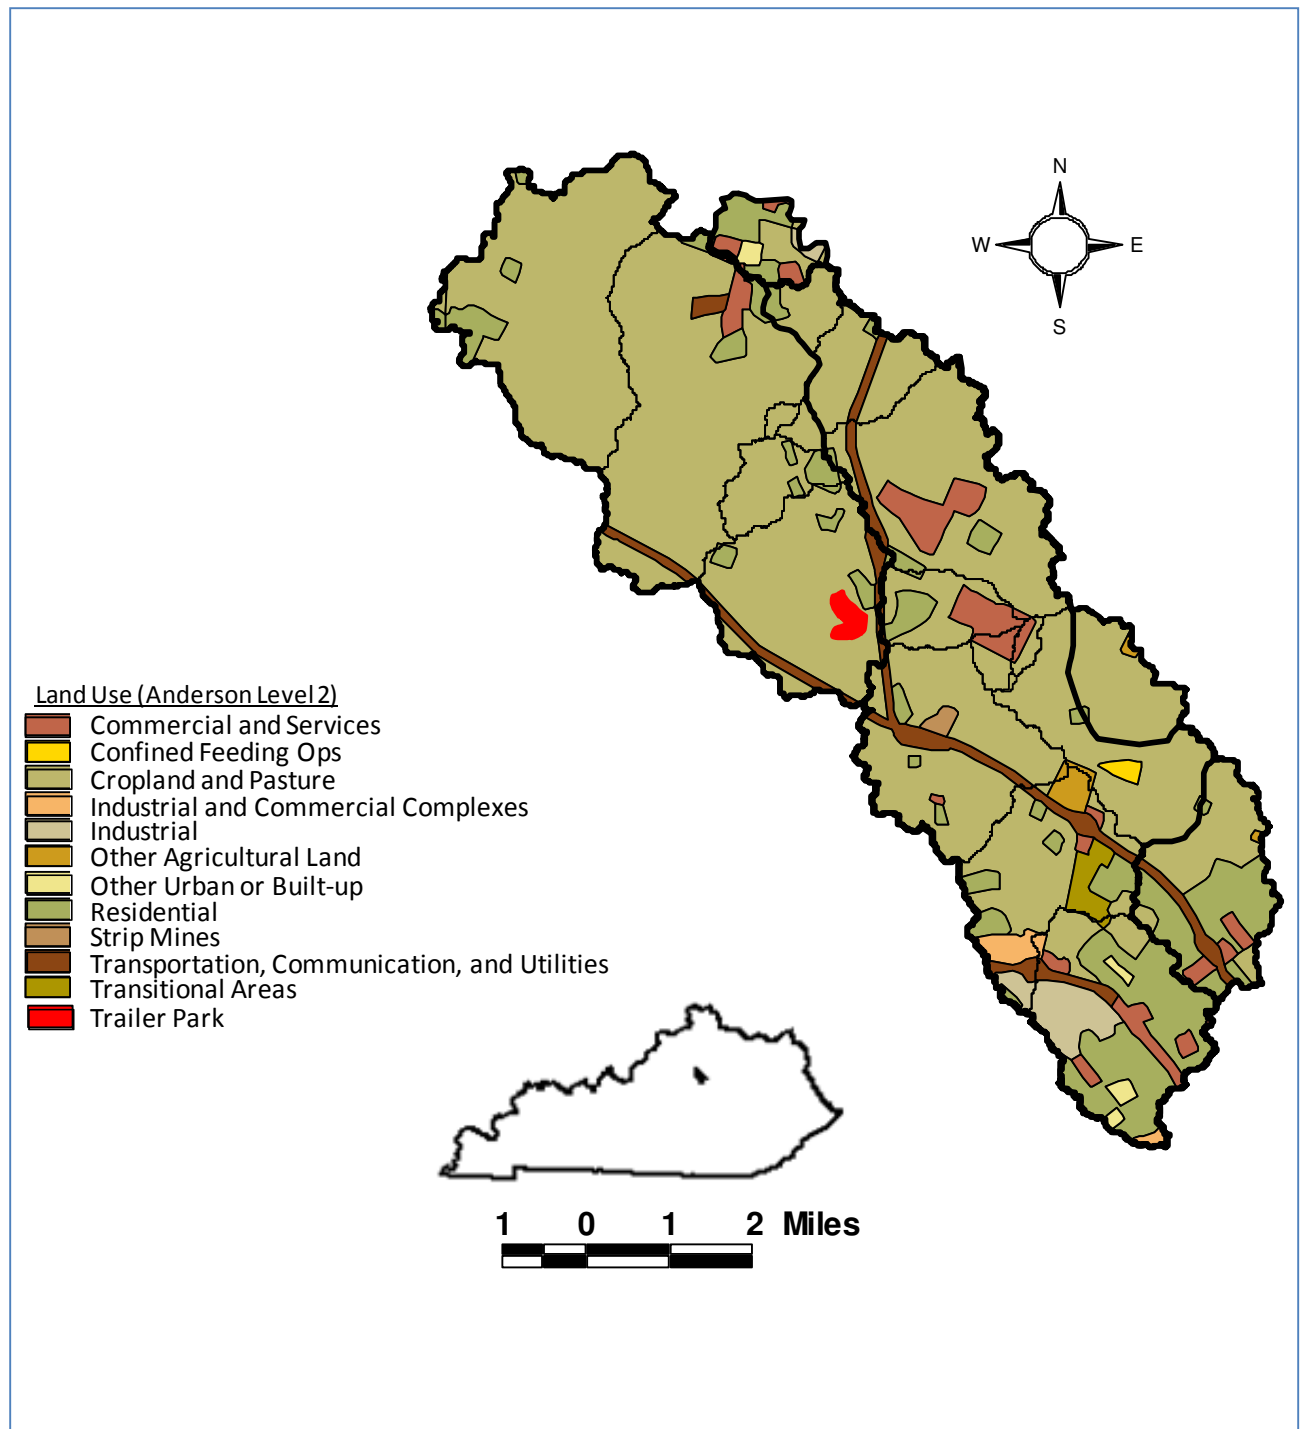 N
W E
S
Land Use (Anderson Level 2)
Commercial and Services
Confined Feeding Ops
Cropland and Pasture
Industrial and Commercial Complexes
Industrial
Other Agricultural Land
Other Urban or Built-up
Residential
Strip Mines
Transportation, Communication, and Utilities
Transitional Areas
Trailer Park
1 0 1 2 Miles